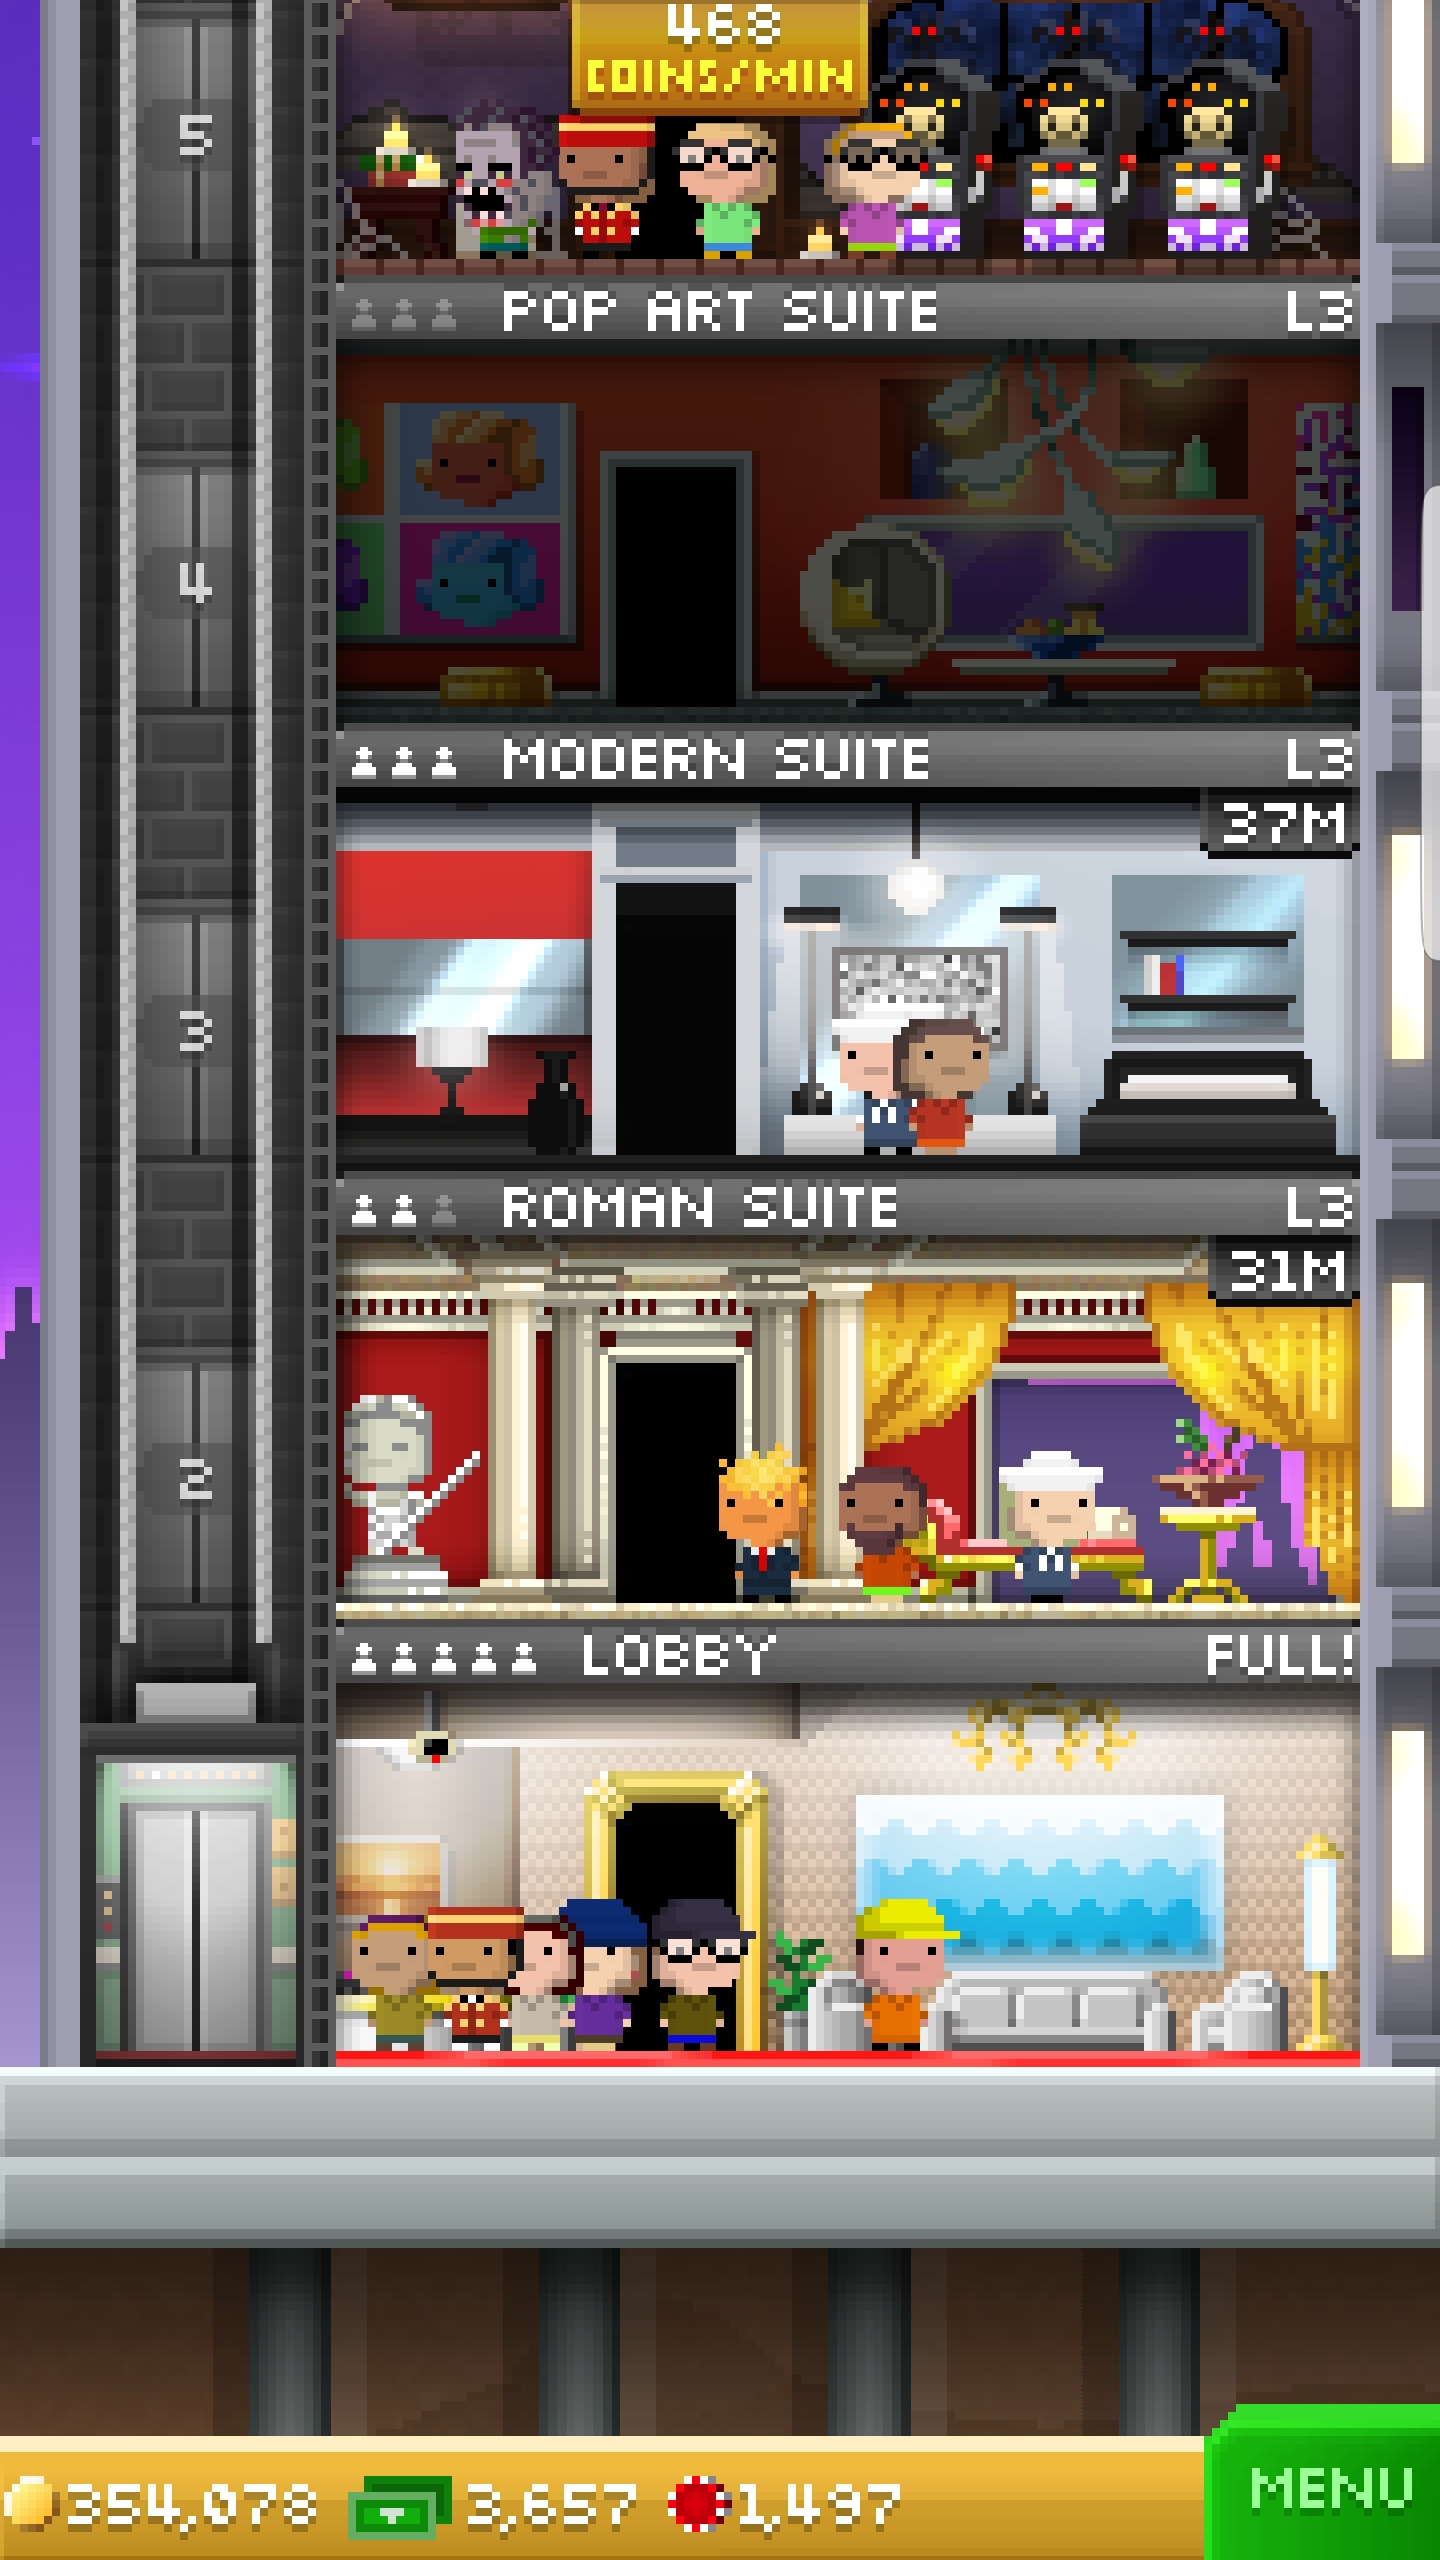 468
COINS/MIN
5
POP ART SUITE L3
4
MODERN SUITE L3
37M
3
ROMAN SUITE L3
31M
2
LOBBY FULL!
354,078 3,657 1,497 MENU